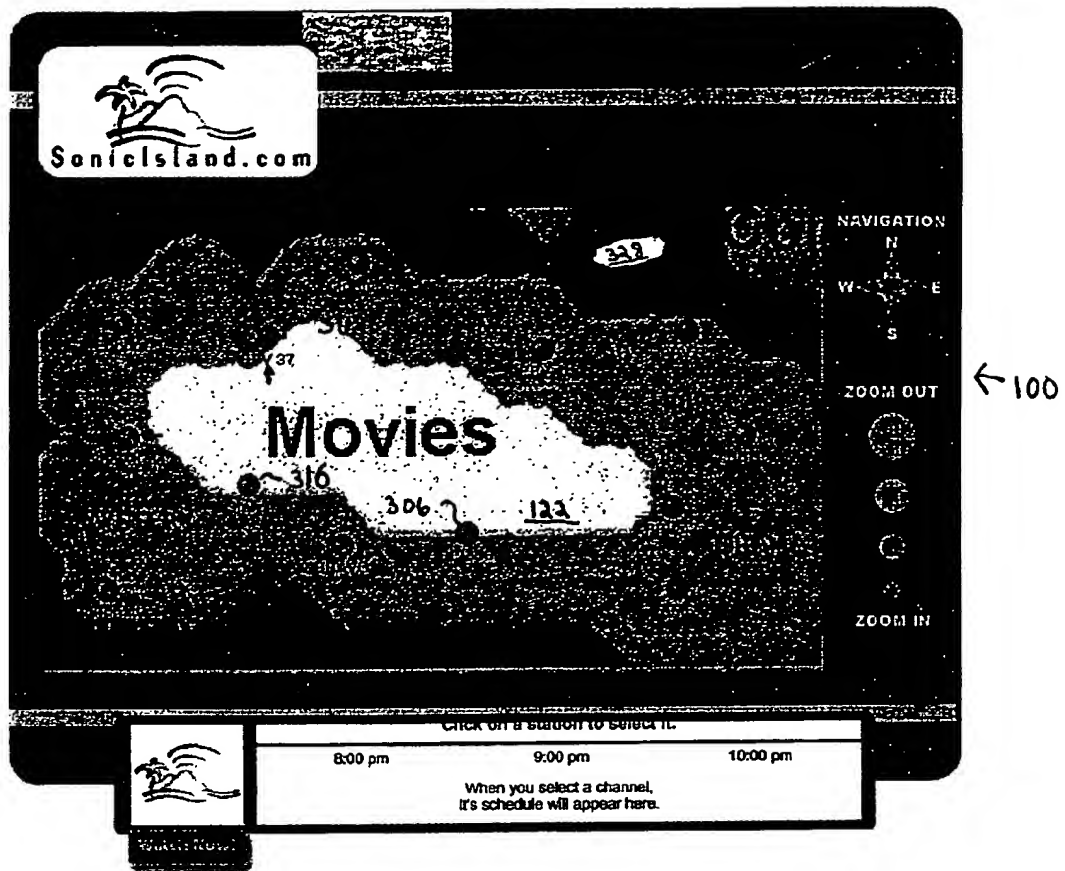 SonicIsland.com
328
NAVIGATION
N
W E
S
37
Movies
316
306
122
ZOOM OUT
← 100
ZOOM IN
Click on a station to select it.
8:00 pm 9:00 pm 10:00 pm
When you select a channel,
It's schedule will appear here.
Watch Now!